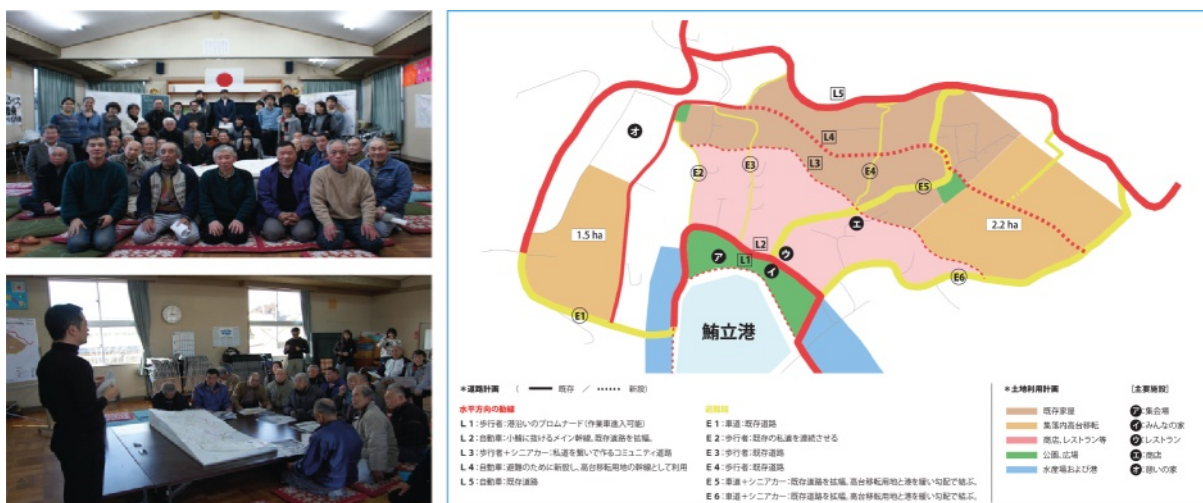 L5
オ
L4
L3
E3
E2
E4
E5
1.5 ha
2.2 ha
エ
L2
ウ
ア
L1
イ
E6
E1
鮪立港
＊道路計画 ( ━━ 既存 ／ ‥‥‥ 新設)
水平方向の動線
L 1：歩行者：港沿いのプロムナード（作業車進入可能）
L 2：自動車：小鯖に抜けるメイン幹線。既存道路を拡幅。
L 3：歩行者＋シニアカー：私道を繋いで作るコミュニティ道路
L 4：自動車：避難のために新設し、高台移転用地の幹線として利用
L 5：自動車：既存道路
避難路
E 1：車道：既存道路
E 2：歩行者：既存の私道を連続させる
E 3：歩行者：既存道路
E 4：歩行者：既存道路
E 5：車道＋シニアカー：既存道路を拡幅。高台移転用地と港を緩い勾配で結ぶ。
E 6：車道＋シニアカー：既存道路を拡幅。高台移転用地と港を緩い勾配で結ぶ。
＊土地利用計画
既存家屋
集落内高台移転
商店、レストラン等
公園、広場
水産場および港
［主要施設］
ア：集会場
イ：みんなの家
ウ：レストラン
エ：商店
オ：憩いの家